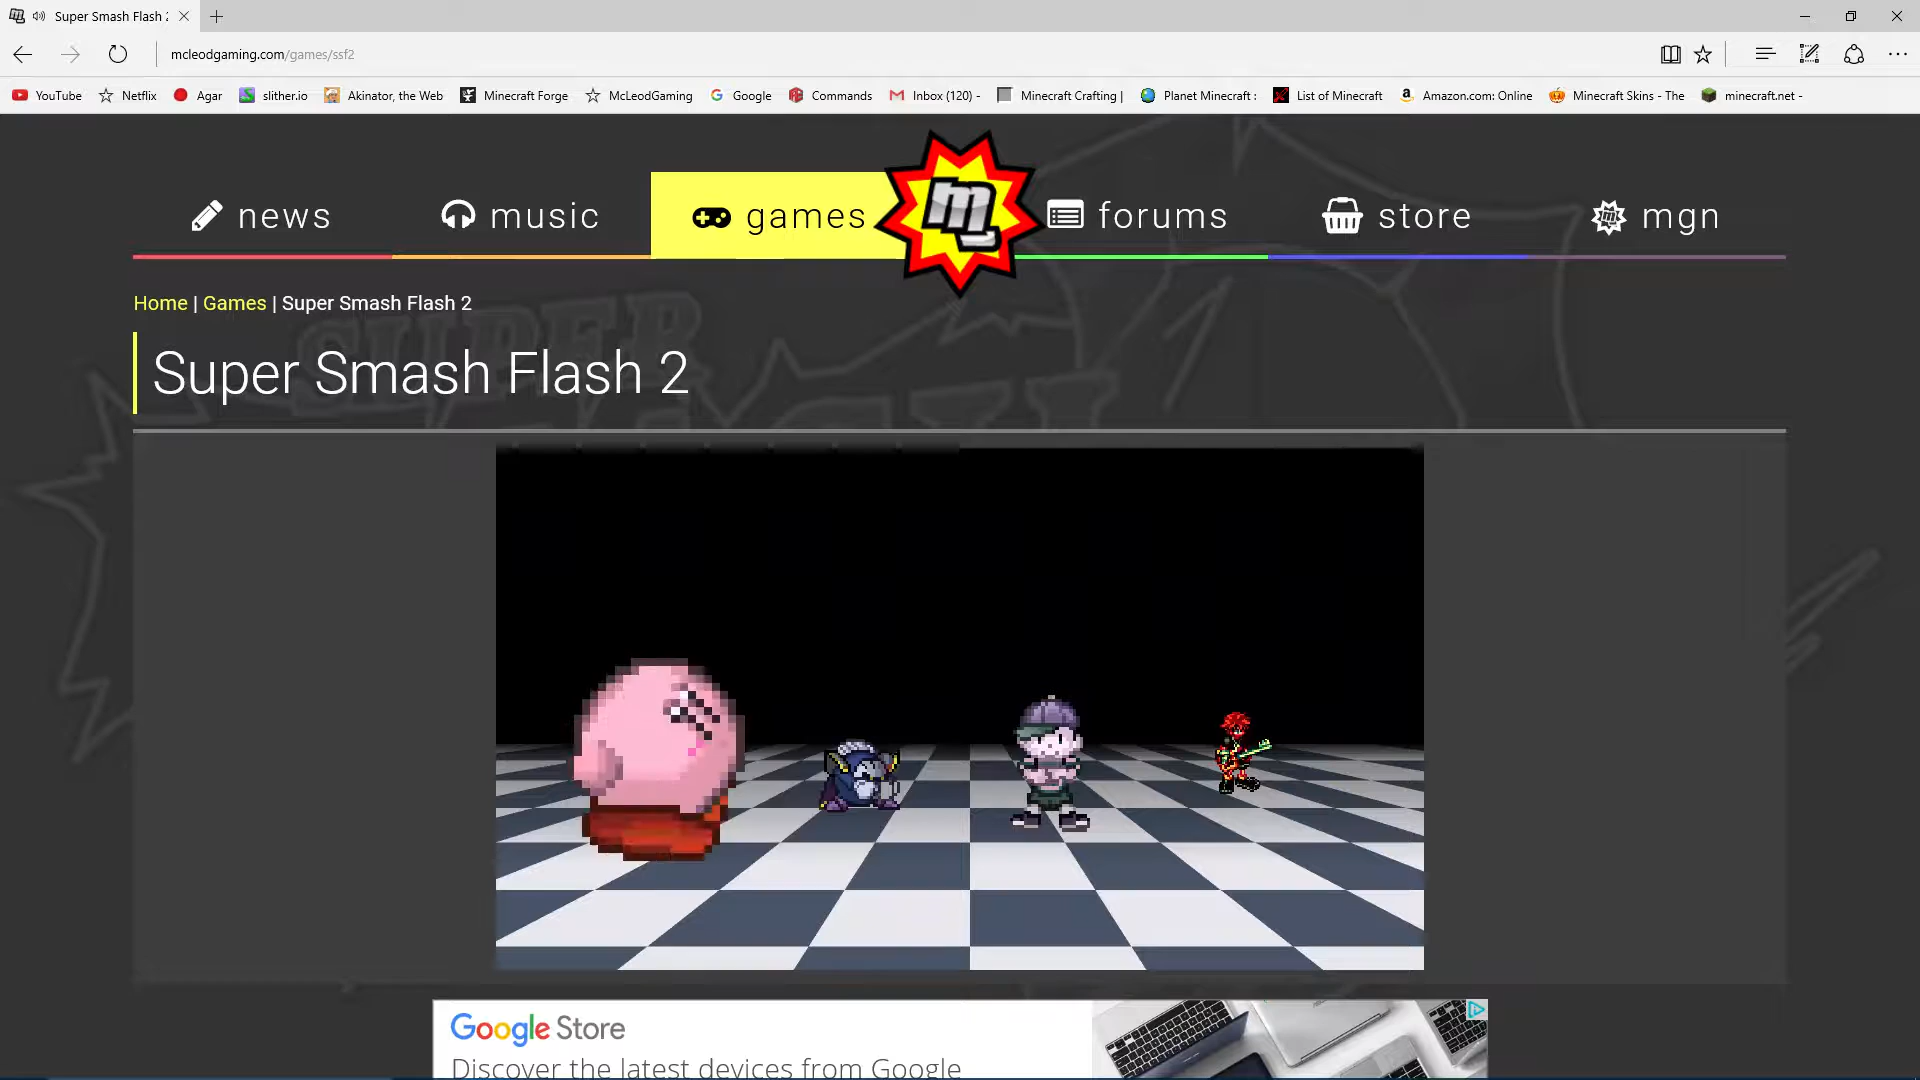 Super Smash Flash 2
mcleodgaming.com/games/ssf2
YouTube Netflix Agar slither.io Akinator, the Web Minecraft Forge McLeodGaming Google Commands Inbox (120) - Minecraft Crafting | Planet Minecraft : List of Minecraft Amazon.com: Online Minecraft Skins - The minecraft.net -
news music games m forums store mgn
Home | Games | Super Smash Flash 2
Super Smash Flash 2
Google Store
Discover the latest devices from Google